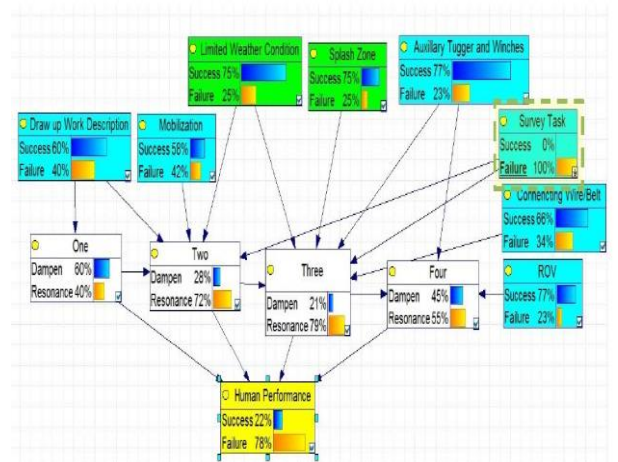 Limited Weather Condition
Success 75%
Failure 25%
Splash Zone
Success 75%
Failure 25%
Auxillary Tugger and Winches
Success 77%
Failure 23%
Draw up Work Description
Success 60%
Failure 40%
Mobilization
Success 58%
Failure 42%
Survey Task
Success 0%
Failure 100%
Connencting Wire/Belt
Success 66%
Failure 34%
One
Dampen 60%
Resonance 40%
Two
Dampen 28%
Resonance 72%
Three
Dampen 21%
Resonance 79%
Four
Dampen 45%
Resonance 55%
ROV
Success 77%
Failure 23%
Human Performance
Success 22%
Failure 78%